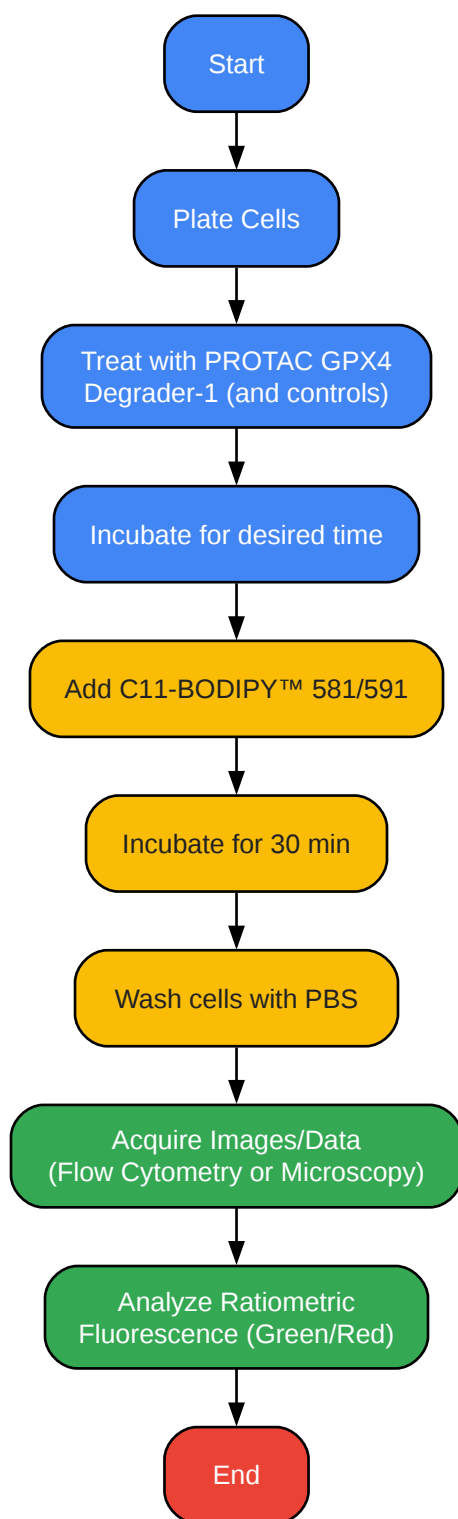 Start
Plate Cells
Treat with PROTAC GPX4
Degrader-1 (and controls)
Incubate for desired time
Add C11-BODIPY™ 581/591
Incubate for 30 min
Wash cells with PBS
Acquire Images/Data
(Flow Cytometry or Microscopy)
Analyze Ratiometric
Fluorescence (Green/Red)
End